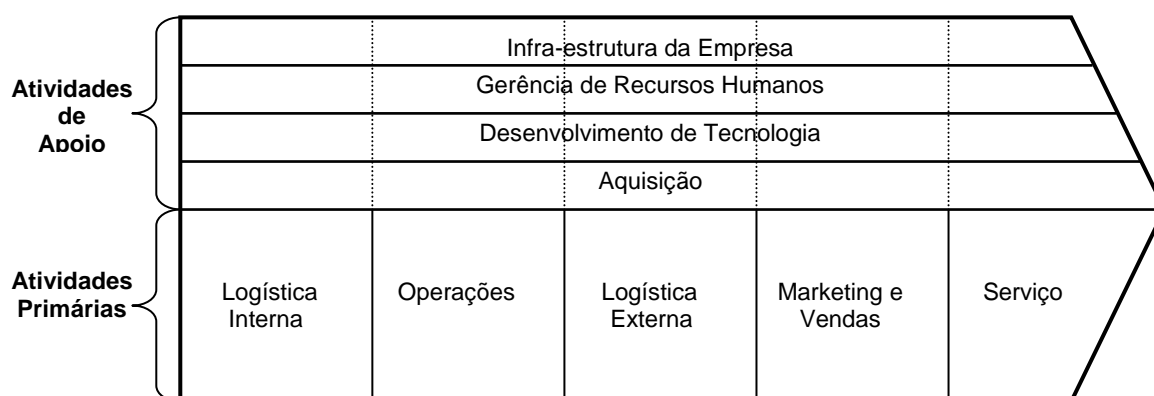 Infra-estrutura da Empresa
Gerência de Recursos Humanos
Desenvolvimento de Tecnologia
Aquisição
Atividades
de
Apoio
Atividades
Primárias
Logística
Interna
Operações
Logística
Externa
Marketing e
Vendas
Serviço